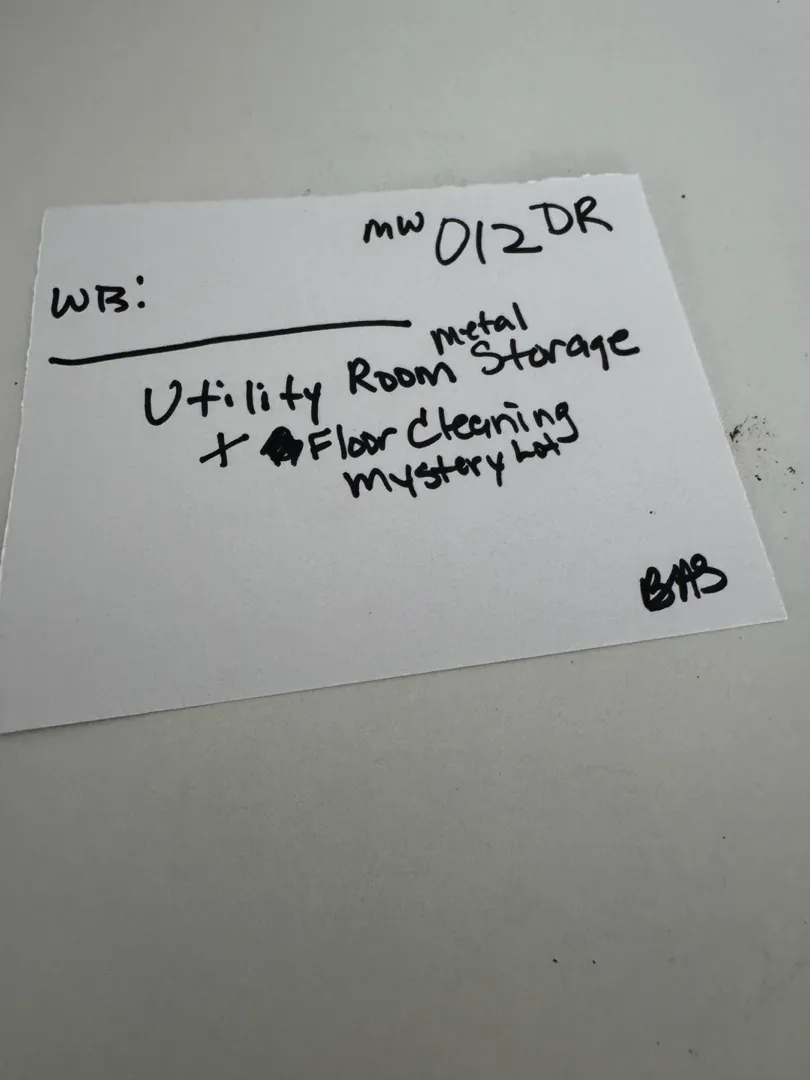 MW 012 DR
WB:
metal
Utility Room Storage
+ Floor Cleaning
mystery Lot
BAB